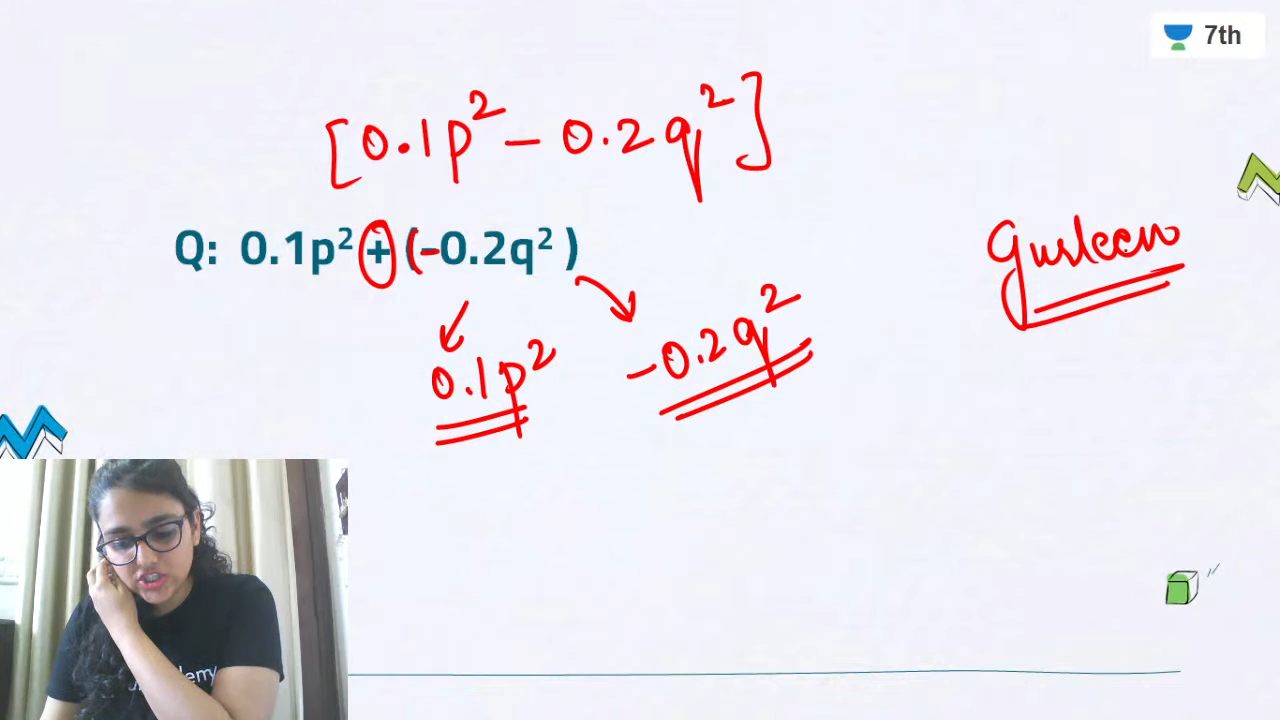 7th
[0.1p² - 0.2q²]
Q: 0.1p² + (-0.2q² )
Gurleen
0.1p² -0.2q²